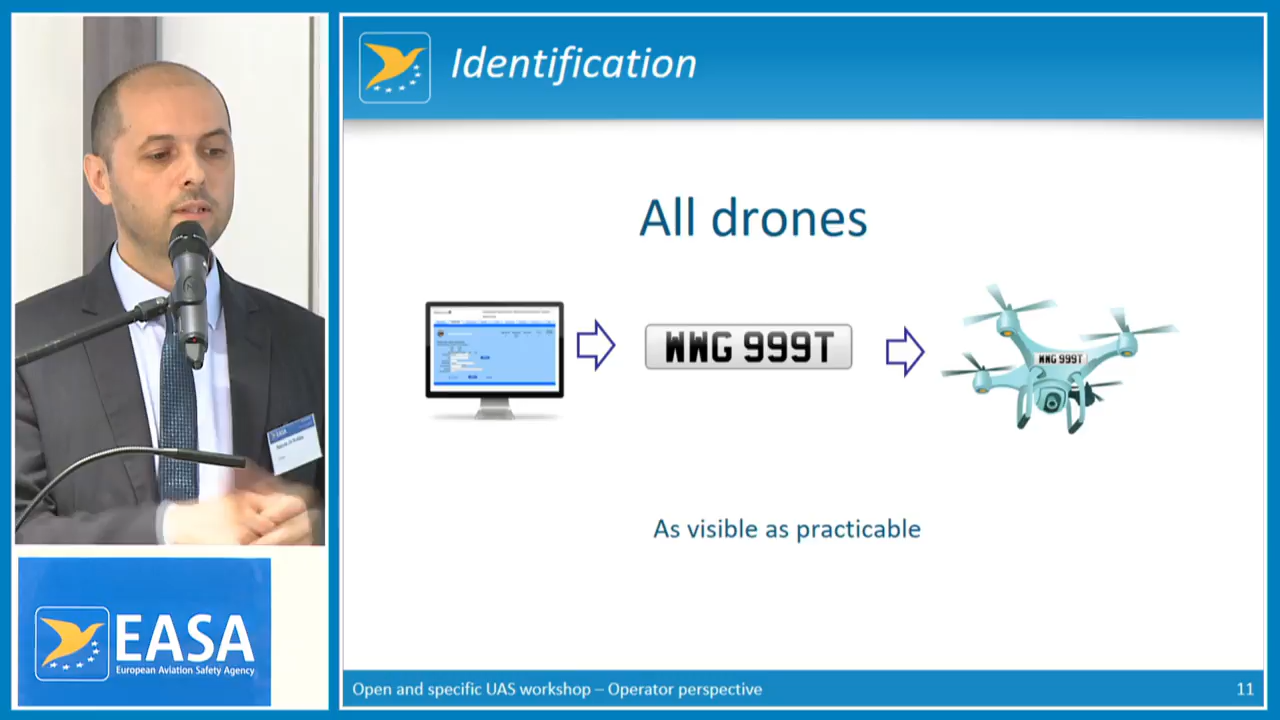 Identification
All drones
WWG 999T
WWG 999T
As visible as practicable
EASA
EASA
European Aviation Safety Agency
Open and specific UAS workshop – Operator perspective
11